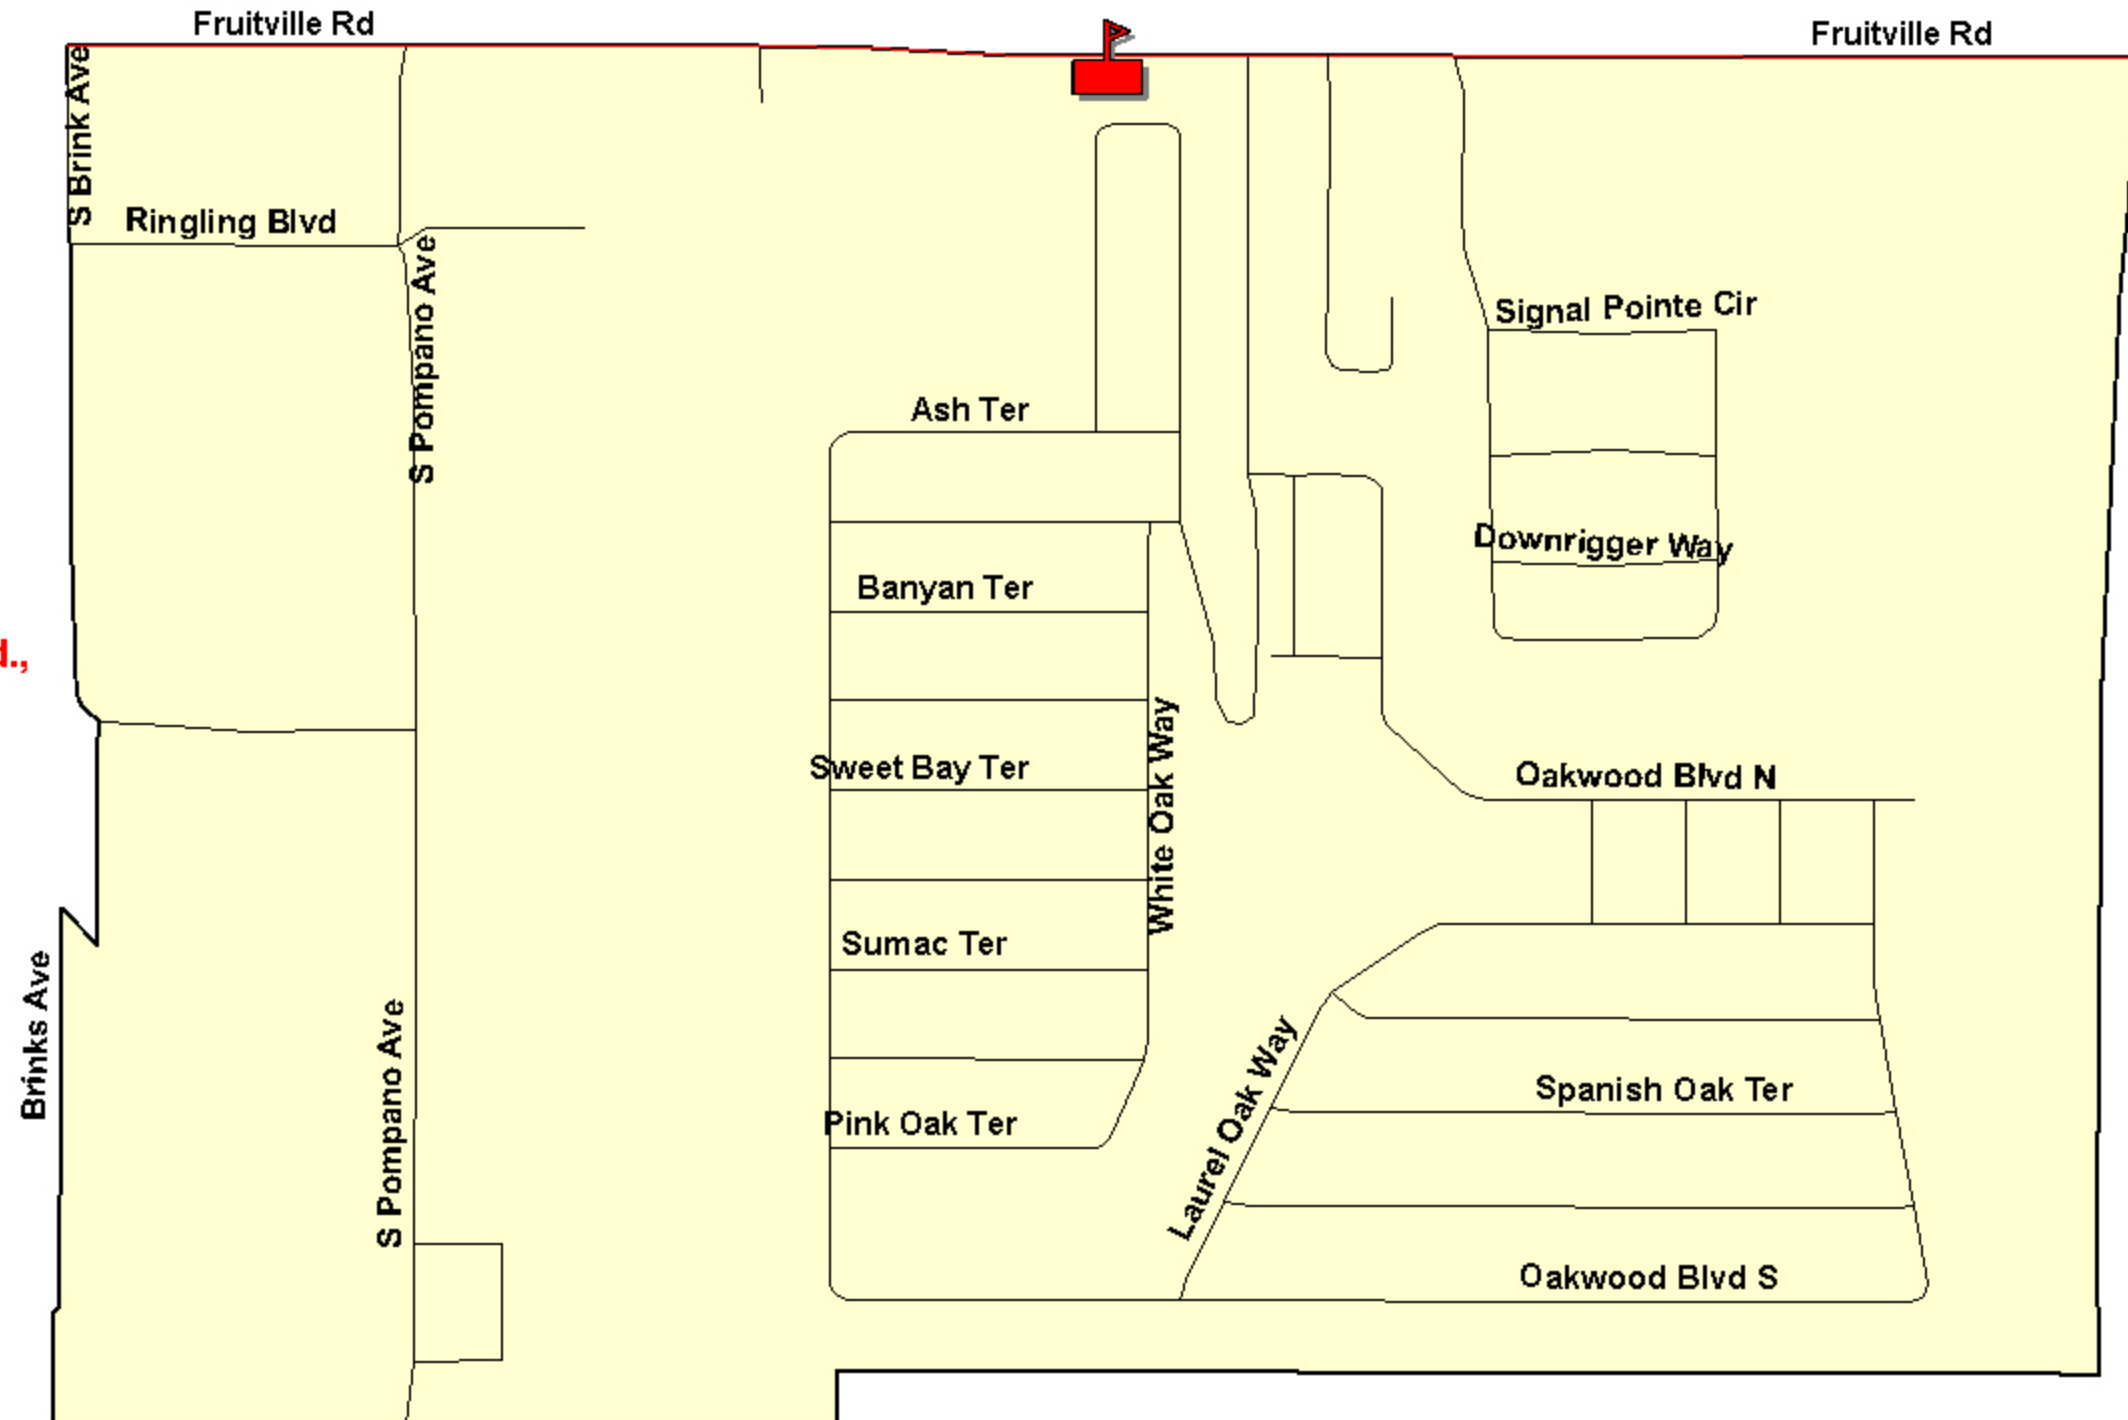 Fruitville Rd
Fruitville Rd
S Brink Ave
Ringling Blvd
S Pompano Ave
Signal Pointe Cir
Ash Ter
Downrigger Way
Banyan Ter
d.,
White Oak Way
Sweet Bay Ter
Oakwood Blvd N
Sumac Ter
Brinks Ave
S Pompano Ave
Laurel Oak Way
Spanish Oak Ter
Pink Oak Ter
Oakwood Blvd S